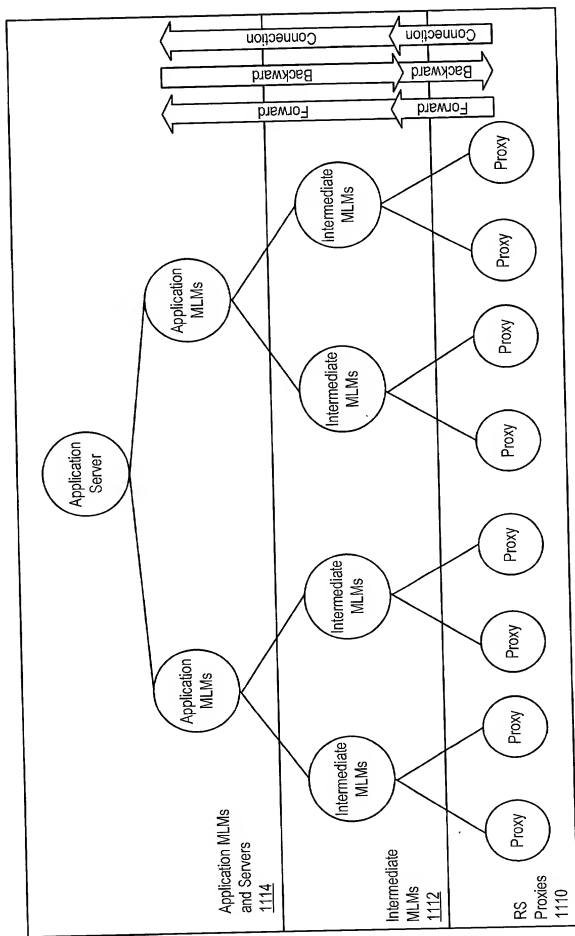 Application
Server
Application
MLMs
Application
MLMs
Application MLMs
and Servers
1114
Intermediate
MLMs
Intermediate
MLMs
Intermediate
MLMs
Intermediate
MLMs
Intermediate
MLMs
1112
Proxy
Proxy
Proxy
Proxy
Proxy
Proxy
Proxy
Proxy
RS
Proxies
1110
Forward
Forward
Backward
Backward
Connection
Connection